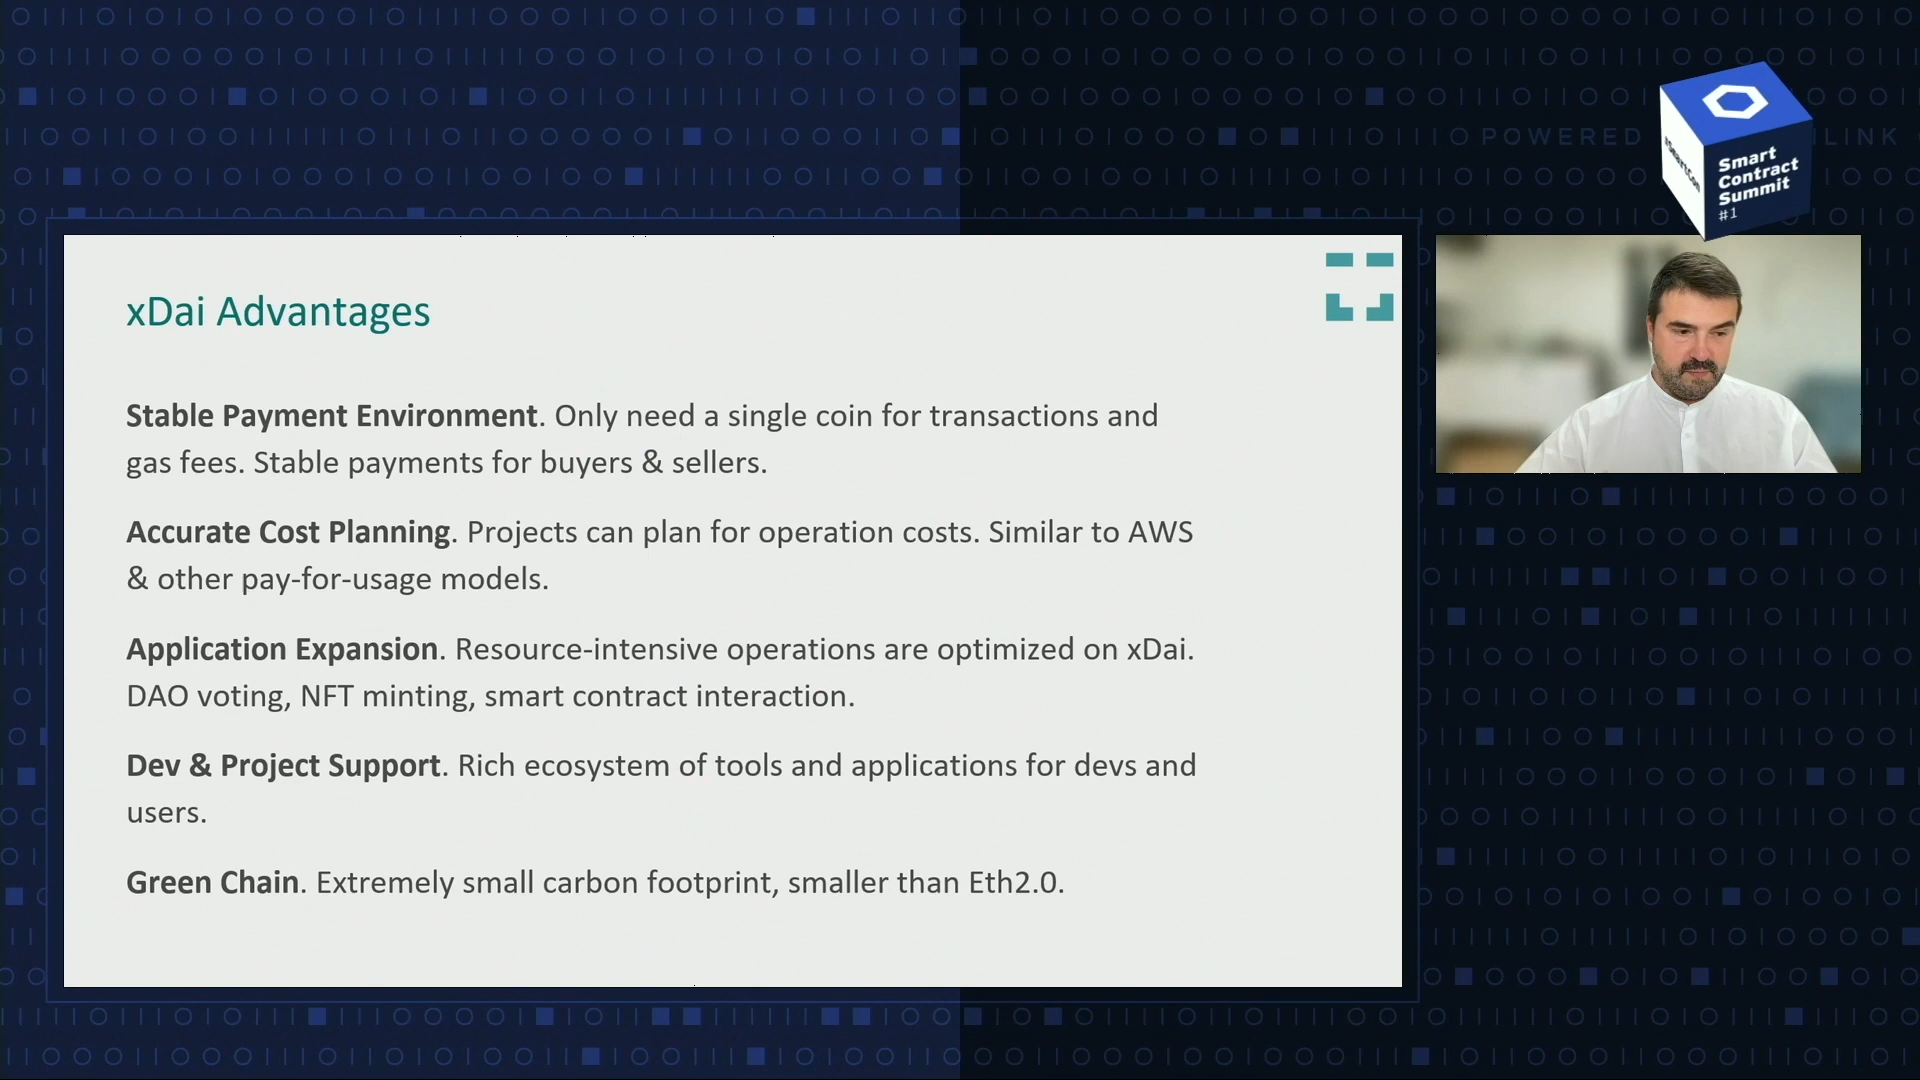 POWERED
LINK
#SmartCon
Smart
Contract
Summit
#1
xDai Advantages
Stable Payment Environment. Only need a single coin for transactions and
gas fees. Stable payments for buyers & sellers.
Accurate Cost Planning. Projects can plan for operation costs. Similar to AWS
& other pay-for-usage models.
Application Expansion. Resource-intensive operations are optimized on xDai.
DAO voting, NFT minting, smart contract interaction.
Dev & Project Support. Rich ecosystem of tools and applications for devs and
users.
Green Chain. Extremely small carbon footprint, smaller than Eth2.0.